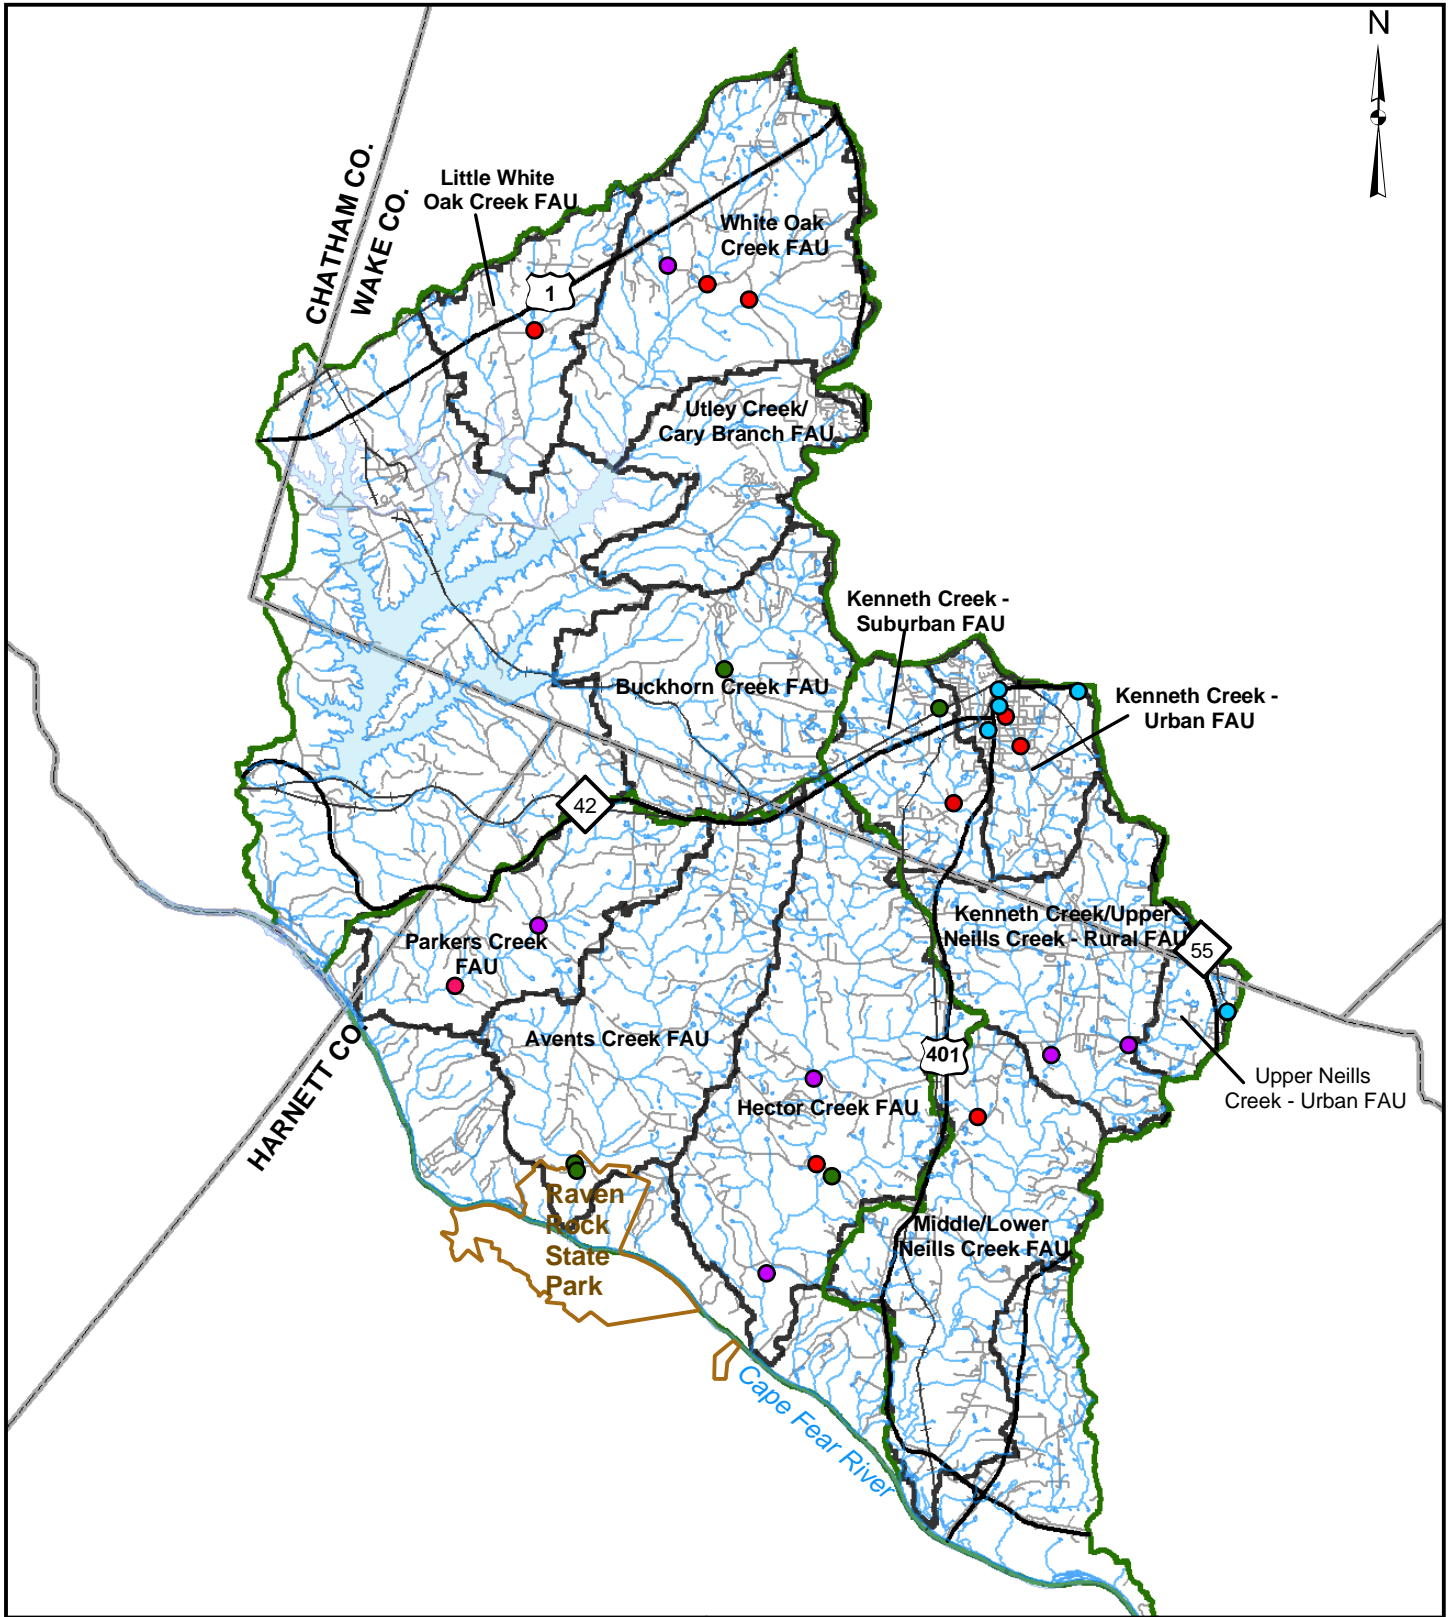 N
CHATHAM CO.
WAKE CO.
Little White
Oak Creek FAU
White Oak
Creek FAU
1
Utley Creek/
Cary Branch FAU
Kenneth Creek -
Suburban FAU
Buckhorn Creek FAU
Kenneth Creek -
Urban FAU
42
Kenneth Creek/Upper
Neills Creek - Rural FAU
55
Parkers Creek
FAU
Avents Creek FAU
401
HARNETT CO.
Hector Creek FAU
Upper Neills
Creek - Urban FAU
Raven
Rock
State
Park
Middle/Lower
Neills Creek FAU
Cape Fear River